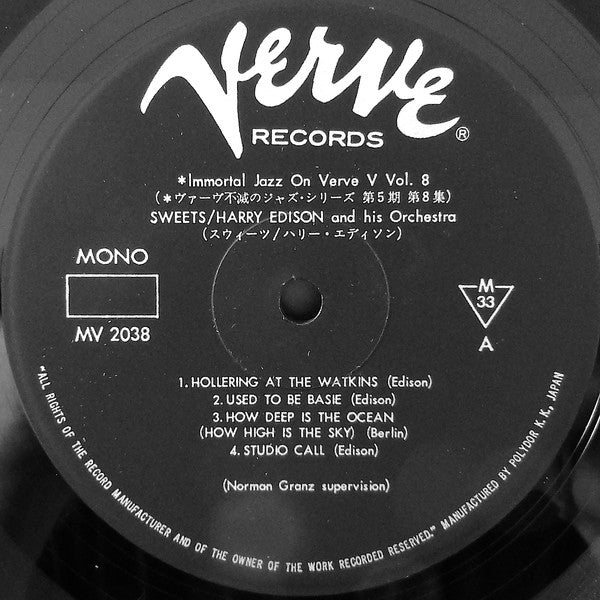 Verve
RECORDS ®
*Immortal Jazz On Verve V Vol. 8
(*ヴァーヴ不滅のジャズ・シリーズ 第5期 第8集)
SWEETS/HARRY EDISON and his Orchestra
(スウィーツ/ハリー・エディソン)
MONO
MV 2038
M
33
A
1. HOLLERING AT THE WATKINS (Edison)
2. USED TO BE BASIE (Edison)
3. HOW DEEP IS THE OCEAN
(HOW HIGH IS THE SKY) (Berlin)
4. STUDIO CALL (Edison)
(Norman Granz supervision)
"ALL RIGHTS OF THE RECORD MANUFACTURER AND OF THE OWNER OF THE WORK RECORDED RESERVED." MANUFACTURED BY POLYDOR K.K., JAPAN